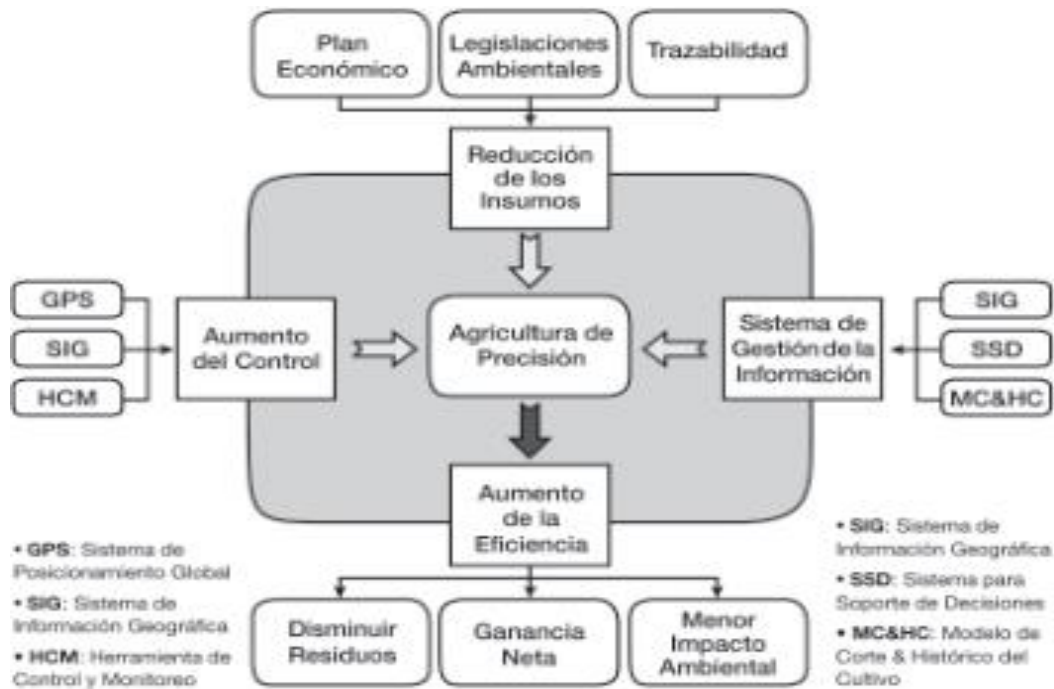 Plan
Económico
Legislaciones
Ambientales
Trazabilidad
Reducción
de los
Insumos
GPS
SIG
HCM
Aumento
del Control
Agricultura de
Precisión
Sistema de
Gestión de la
Información
SIG
SSD
MC&HC
Aumento
de la
Eficiencia
• GPS: Sistema de
Posicionamiento Global
• SIG: Sistema de
Información Geográfica
• HCM: Herramienta de
Control y Monitoreo
Disminuir
Residuos
Ganancia
Neta
Menor
Impacto
Ambiental
• SIG: Sistema de
Información Geográfica
• SSD: Sistema para
Soporte de Decisiones
• MC&HC: Modelo de
Corte & Histórico del
Cultivo